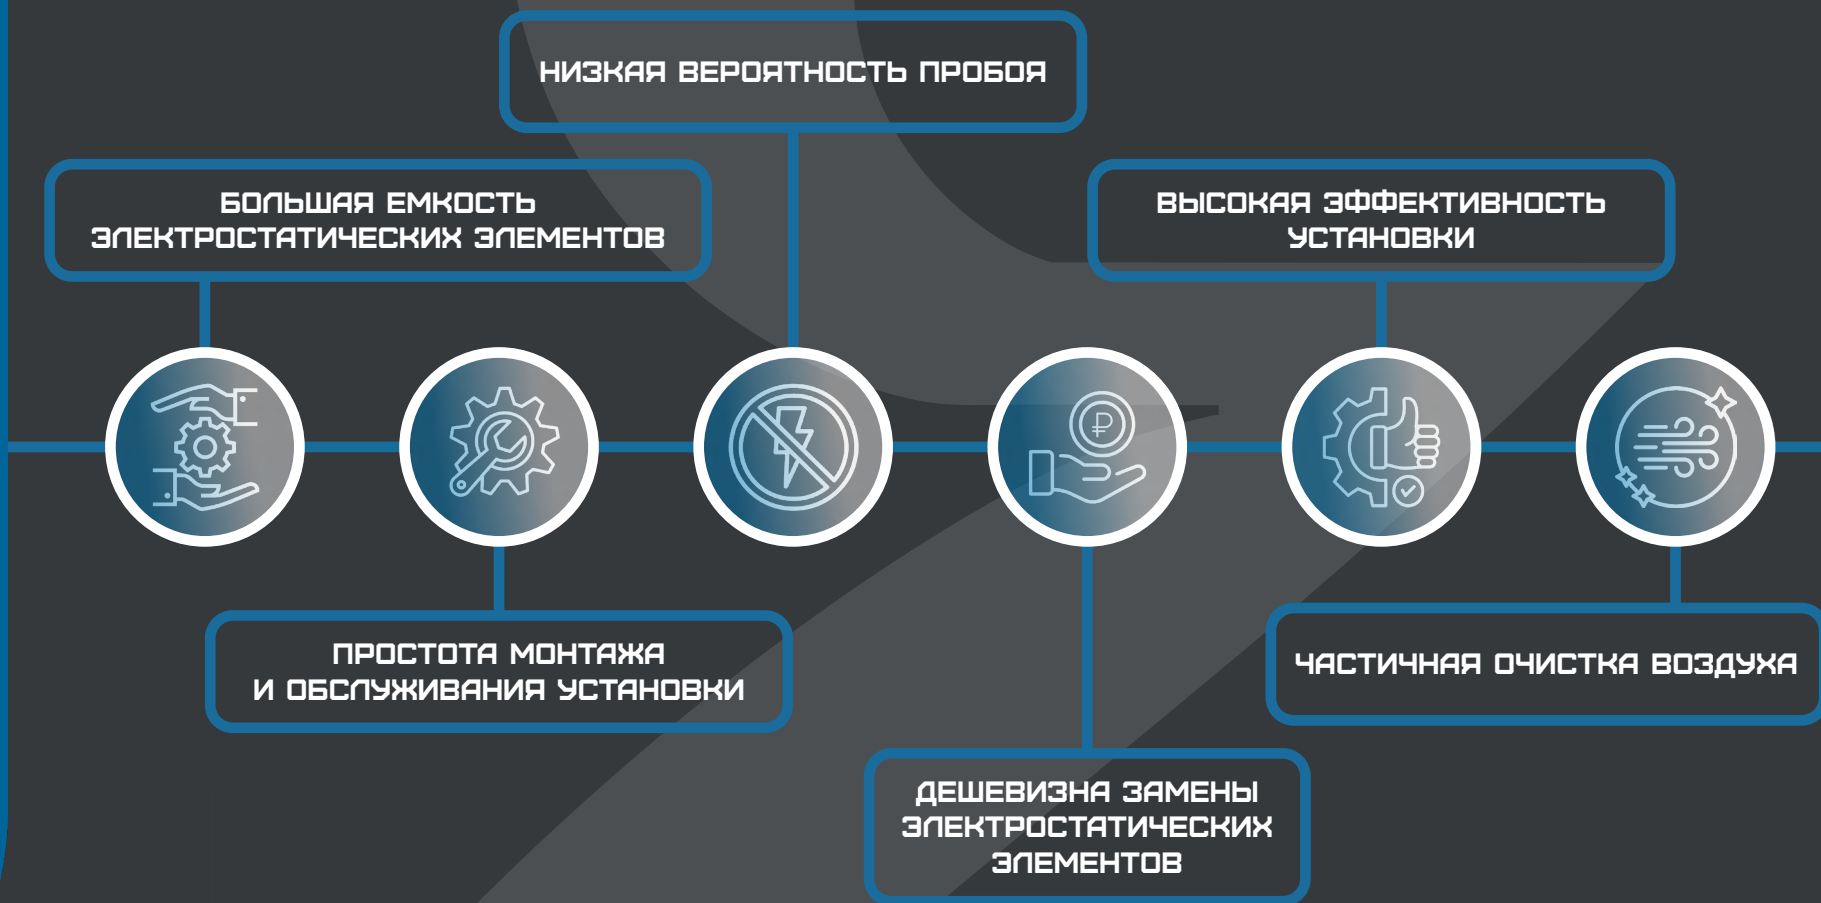 НИЗКАЯ ВЕРОЯТНОСТЬ ПРОБОЯ
БОЛЬШАЯ ЕМКОСТЬ
ЭЛЕКТРОСТАТИЧЕСКИХ ЭЛЕМЕНТОВ
ВЫСОКАЯ ЭФФЕКТИВНОСТЬ
УСТАНОВКИ
ПРОСТОТА МОНТАЖА
И ОБСЛУЖИВАНИЯ УСТАНОВКИ
ЧАСТИЧНАЯ ОЧИСТКА ВОЗДУХА
ДЕШЕВИЗНА ЗАМЕНЫ
ЭЛЕКТРОСТАТИЧЕСКИХ
ЭЛЕМЕНТОВ